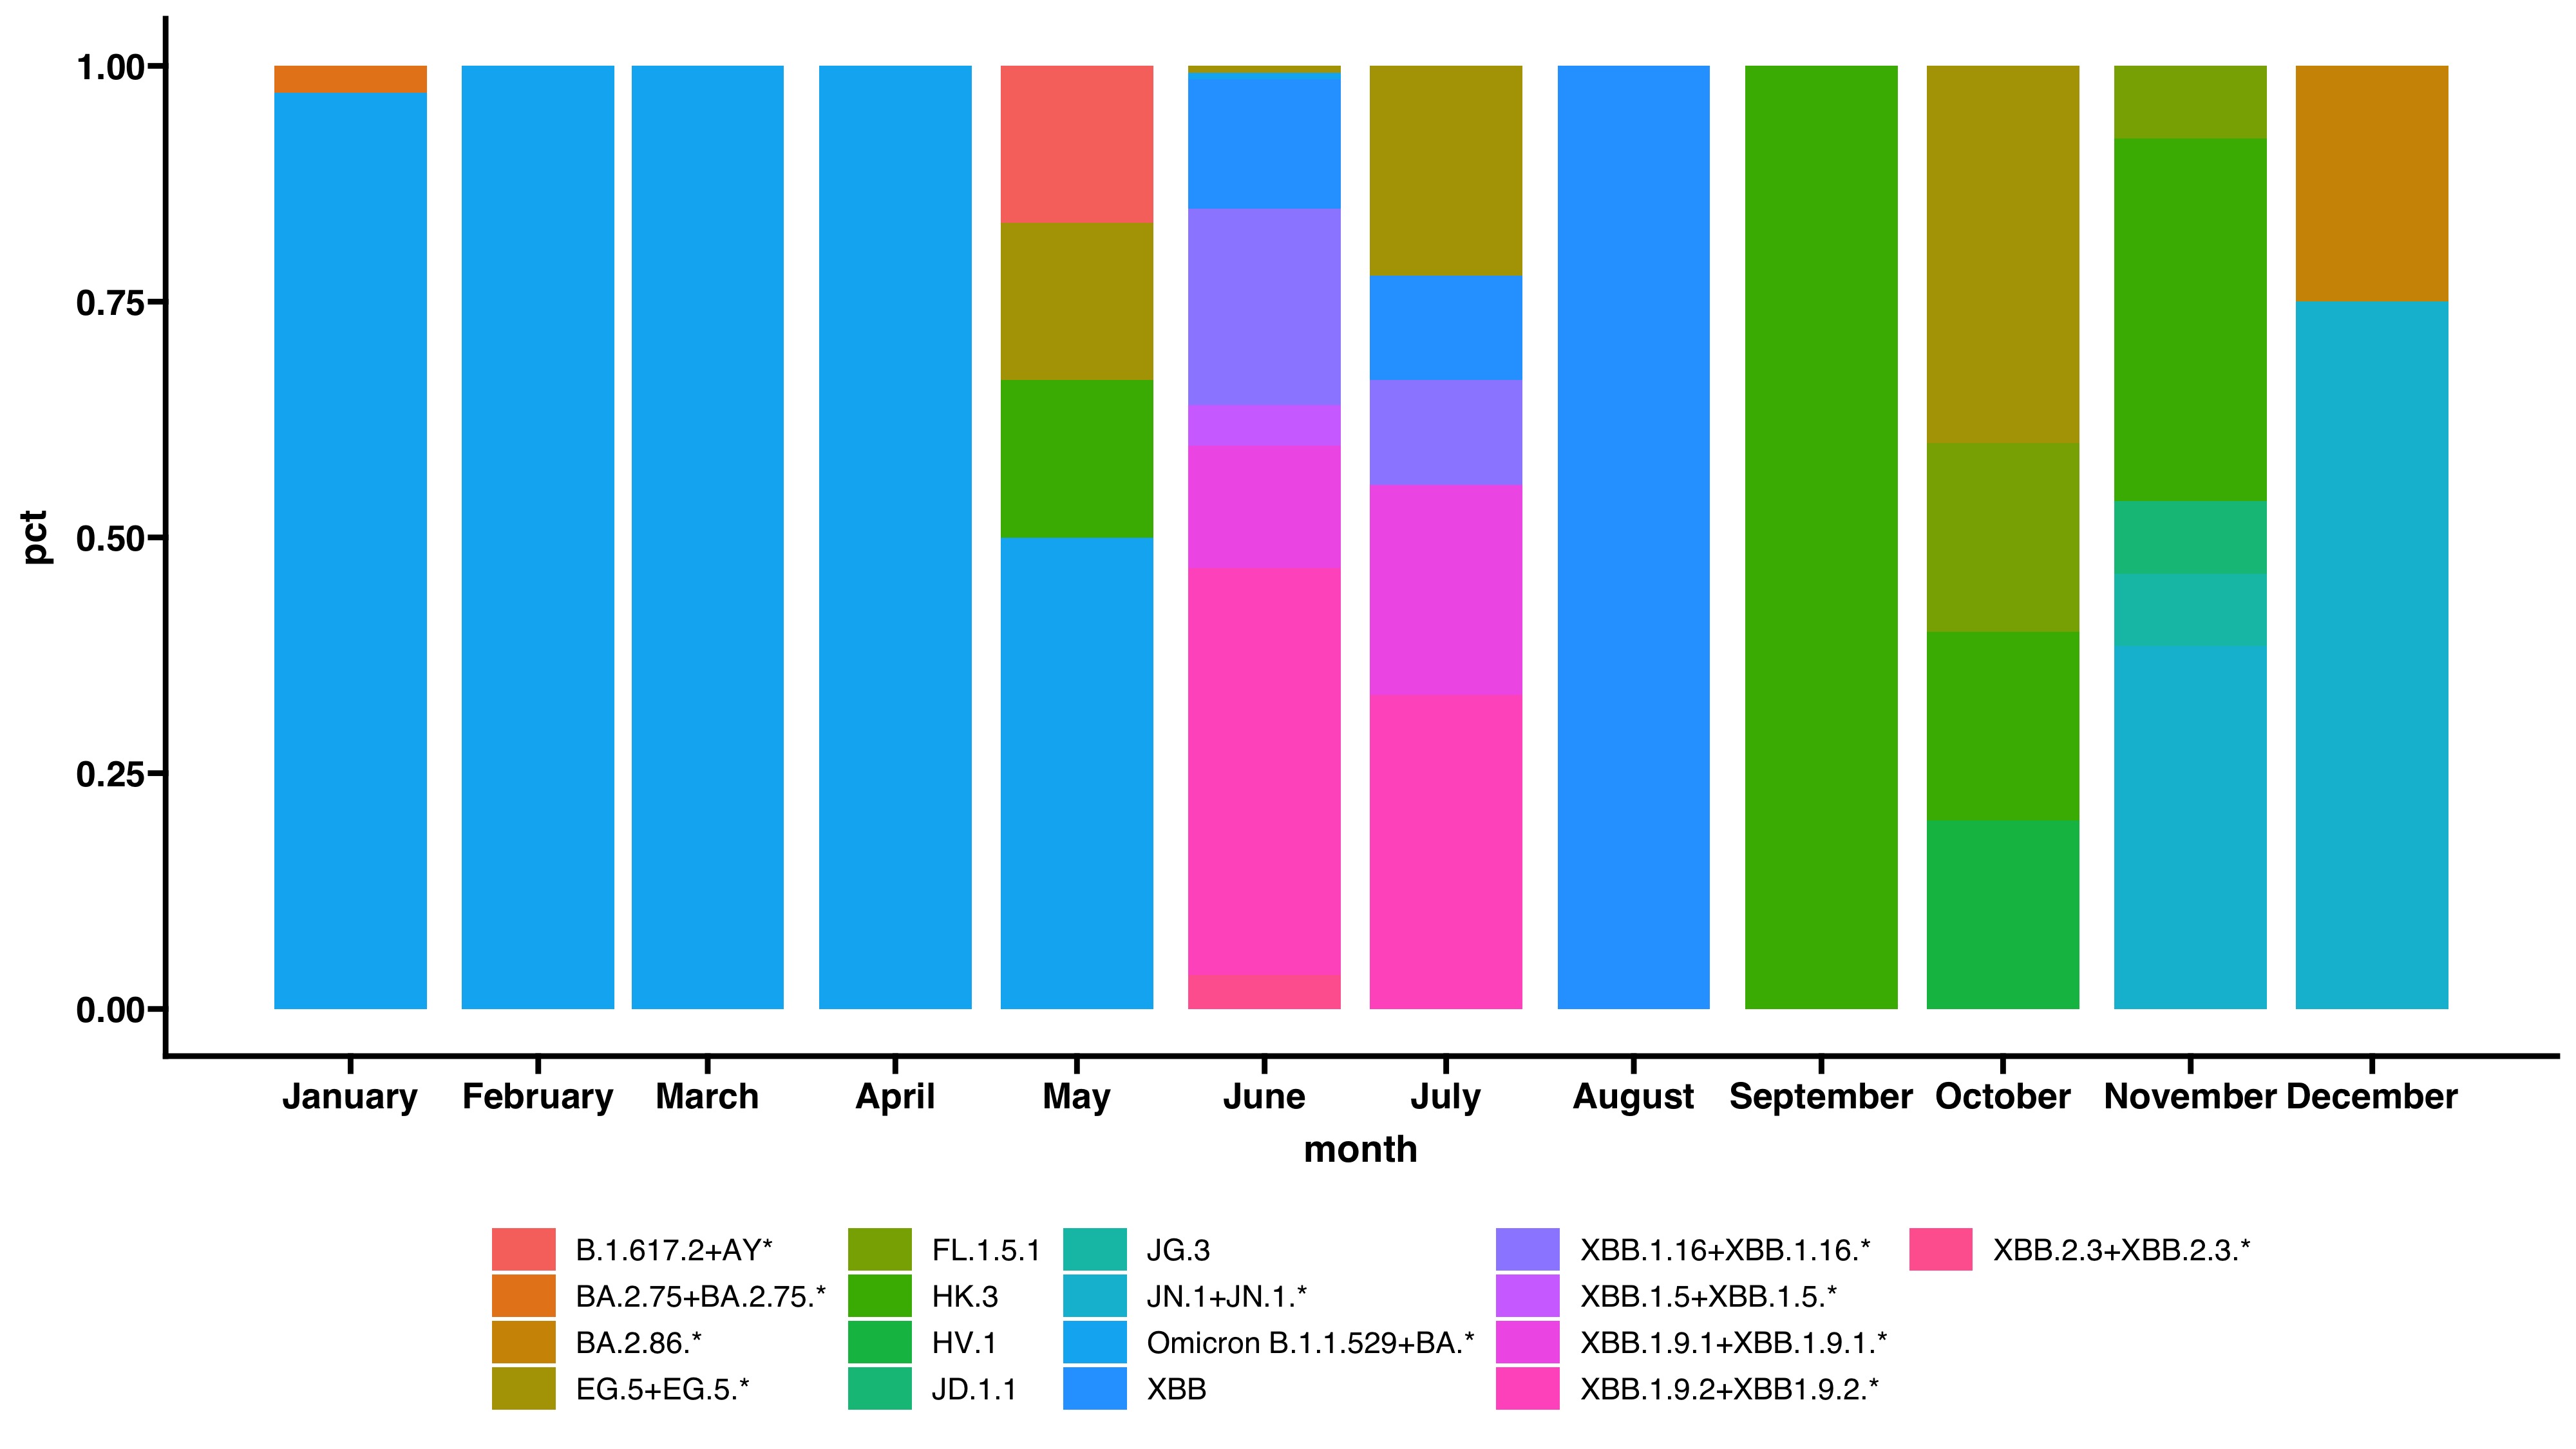 1.00
0.75
0.50
0.25
0.00
pct
January February March April May June July August September October November December
month
B.1.617.2+AY* FL.1.5.1 JG.3 XBB.1.16+XBB.1.16.* XBB.2.3+XBB.2.3.*
BA.2.75+BA.2.75.* HK.3 JN.1+JN.1.* XBB.1.5+XBB.1.5.*
BA.2.86.* HV.1 Omicron B.1.1.529+BA.* XBB.1.9.1+XBB.1.9.1.*
EG.5+EG.5.* JD.1.1 XBB XBB.1.9.2+XBB1.9.2.*